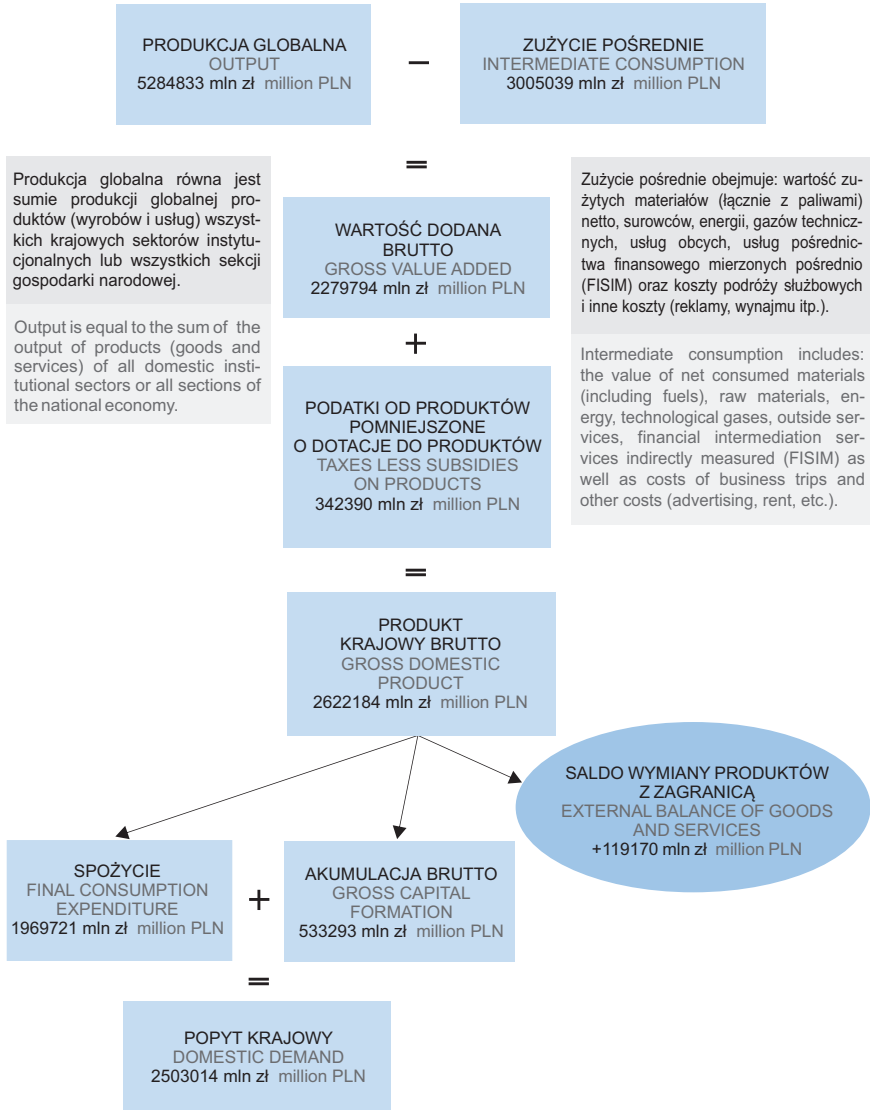 PRODUKCJA GLOBALNA
OUTPUT
5284833 mln zł million PLN
–
ZUŻYCIE POŚREDNIE
INTERMEDIATE CONSUMPTION
3005039 mln zł million PLN
=
Produkcja globalna równa jest
sumie produkcji globalnej pro-
duktów (wyrobów i usług) wszyst-
kich krajowych sektorów instytu-
cjonalnych lub wszystkich sekcji
gospodarki narodowej.
Output is equal to the sum of the
output of products (goods and
services) of all domestic insti-
tutional sectors or all sections of
the national economy.
WARTOŚĆ DODANA
BRUTTO
GROSS VALUE ADDED
2279794 mln zł million PLN
+
PODATKI OD PRODUKTÓW
POMNIEJSZONE
O DOTACJE DO PRODUKTÓW
TAXES LESS SUBSIDIES
ON PRODUCTS
342390 mln zł million PLN
Zużycie pośrednie obejmuje: wartość zu-
żytych materiałów (łącznie z paliwami)
netto, surowców, energii, gazów technicz-
nych, usług obcych, usług pośrednic-
twa finansowego mierzonych pośrednio
(FISIM) oraz koszty podróży służbowych
i inne koszty (reklamy, wynajmu itp.).
Intermediate consumption includes:
the value of net consumed materials
(including fuels), raw materials, en-
ergy, technological gases, outside ser-
vices, financial intermediation ser-
vices indirectly measured (FISIM) as
well as costs of business trips and
other costs (advertising, rent, etc.).
=
PRODUKT
KRAJOWY BRUTTO
GROSS DOMESTIC
PRODUCT
2622184 mln zł million PLN
SALDO WYMIANY PRODUKTÓW
Z ZAGRANICĄ
EXTERNAL BALANCE OF GOODS
AND SERVICES
+119170 mln zł million PLN
SPOŻYCIE
FINAL CONSUMPTION
EXPENDITURE
1969721 mln zł million PLN
+
AKUMULACJA BRUTTO
GROSS CAPITAL
FORMATION
533293 mln zł million PLN
=
POPYT KRAJOWY
DOMESTIC DEMAND
2503014 mln zł million PLN